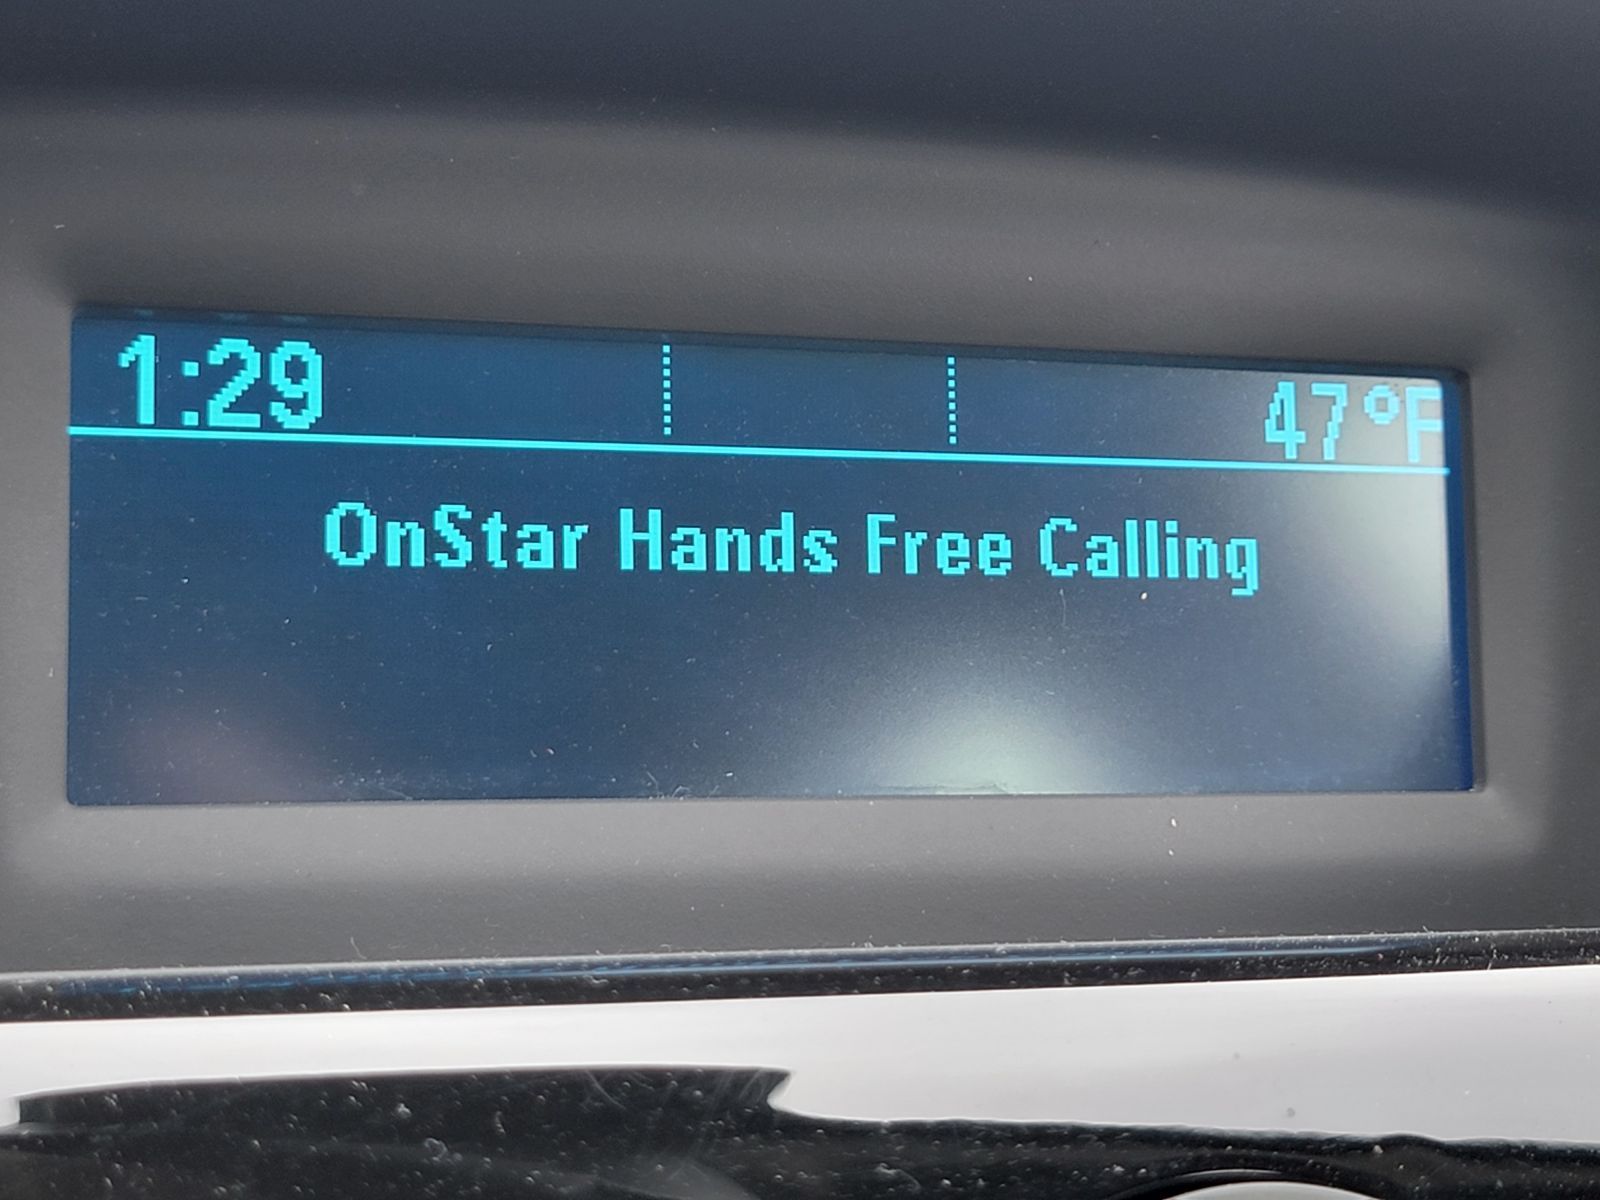 1:29 47°F
OnStar Hands Free Calling